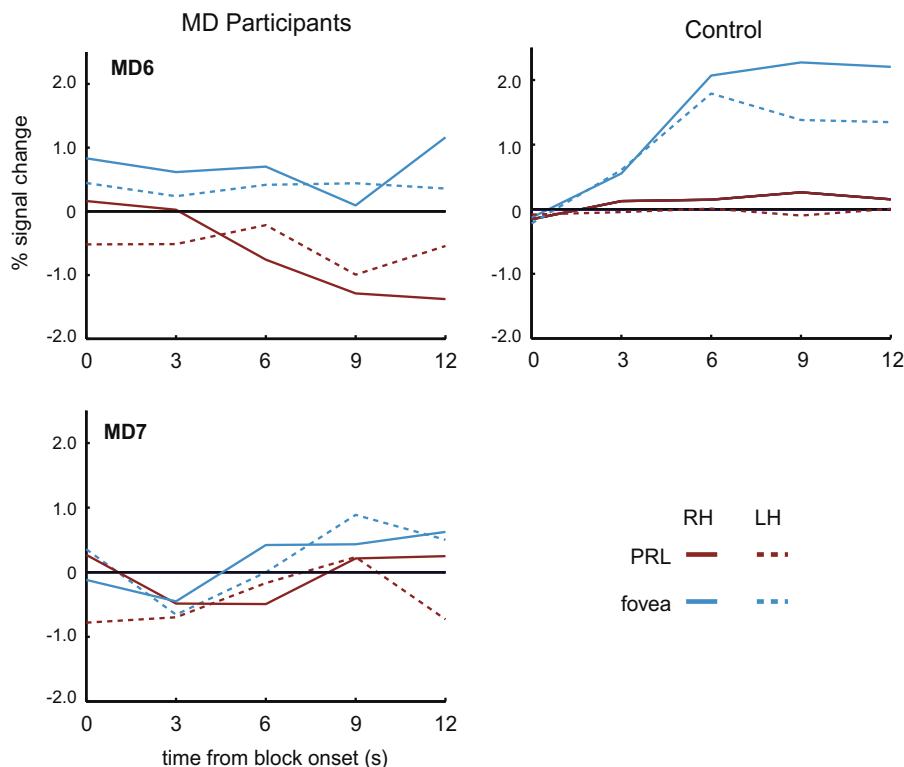 MD Participants
Control
MD6
2.0
1.0
0
-1.0
-2.0
0 3 6 9 12
% signal change
2.0
1.0
0
-1.0
-2.0
0 3 6 9 12
MD7
2.0
1.0
0
-1.0
-2.0
0 3 6 9 12
time from block onset (s)
RH LH
PRL
fovea